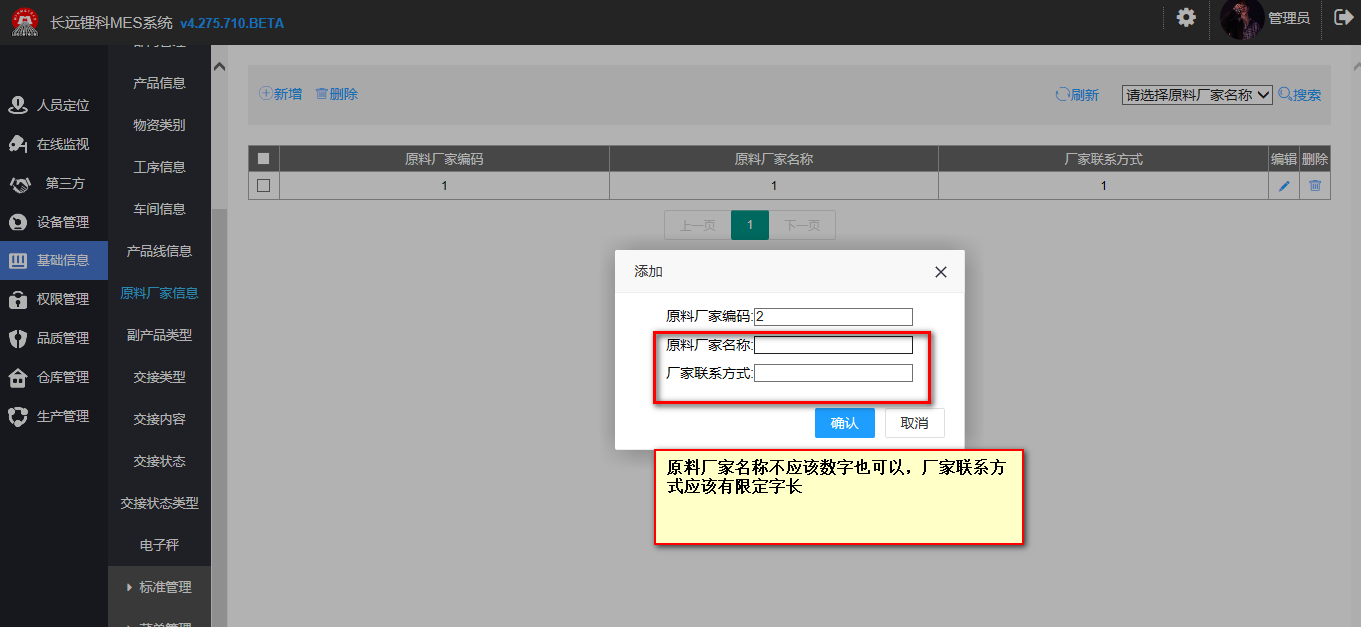 长远锂科MES系统 v4.275.710.BETA
管理员
人员定位
在线监视
第三方
设备管理
基础信息
权限管理
品质管理
仓库管理
生产管理
产品信息
物资类别
工序信息
车间信息
产品线信息
原料厂家信息
副产品类型
交接类型
交接内容
交接状态
交接状态类型
电子秤
标准管理
新增 删除
刷新 请选择原料厂家名称 搜索
原料厂家编码 原料厂家名称 厂家联系方式 编辑 删除
1 1 1
上一页 1 下一页
添加
原料厂家编码:2
原料厂家名称:
厂家联系方式:
确认 取消
原料厂家名称不应该数字也可以，厂家联系方
式应该有限定字长